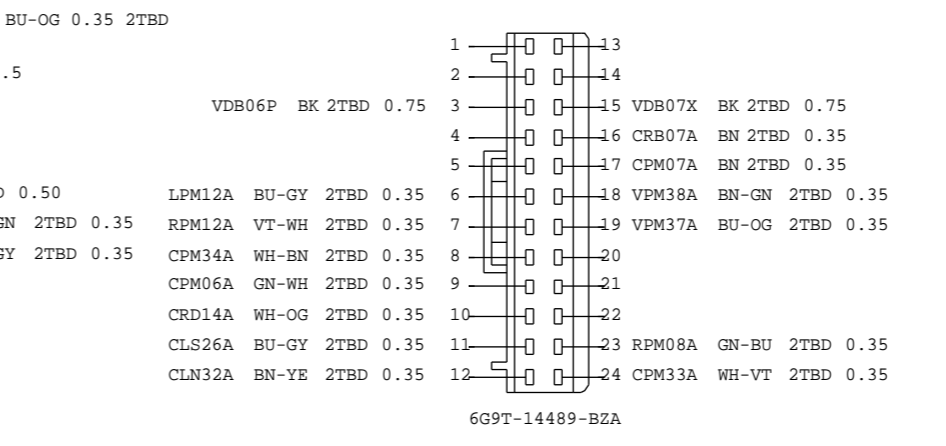 BU-OG 0.35 2TBD
1 13
.5
2 14
VDB06P BK 2TBD 0.75 3 15 VDB07X BK 2TBD 0.75
4 16 CRB07A BN 2TBD 0.35
5 17 CPM07A BN 2TBD 0.35
0.50 LPM12A BU-GY 2TBD 0.35 6 18 VPM38A BN-GN 2TBD 0.35
GN 2TBD 0.35 RPM12A VT-WH 2TBD 0.35 7 19 VPM37A BU-OG 2TBD 0.35
GY 2TBD 0.35 CPM34A WH-BN 2TBD 0.35 8 20
CPM06A GN-WH 2TBD 0.35 9 21
CRD14A WH-OG 2TBD 0.35 10 22
CLS26A BU-GY 2TBD 0.35 11 23 RPM08A GN-BU 2TBD 0.35
CLN32A BN-YE 2TBD 0.35 12 24 CPM33A WH-VT 2TBD 0.35
6G9T-14489-BZA